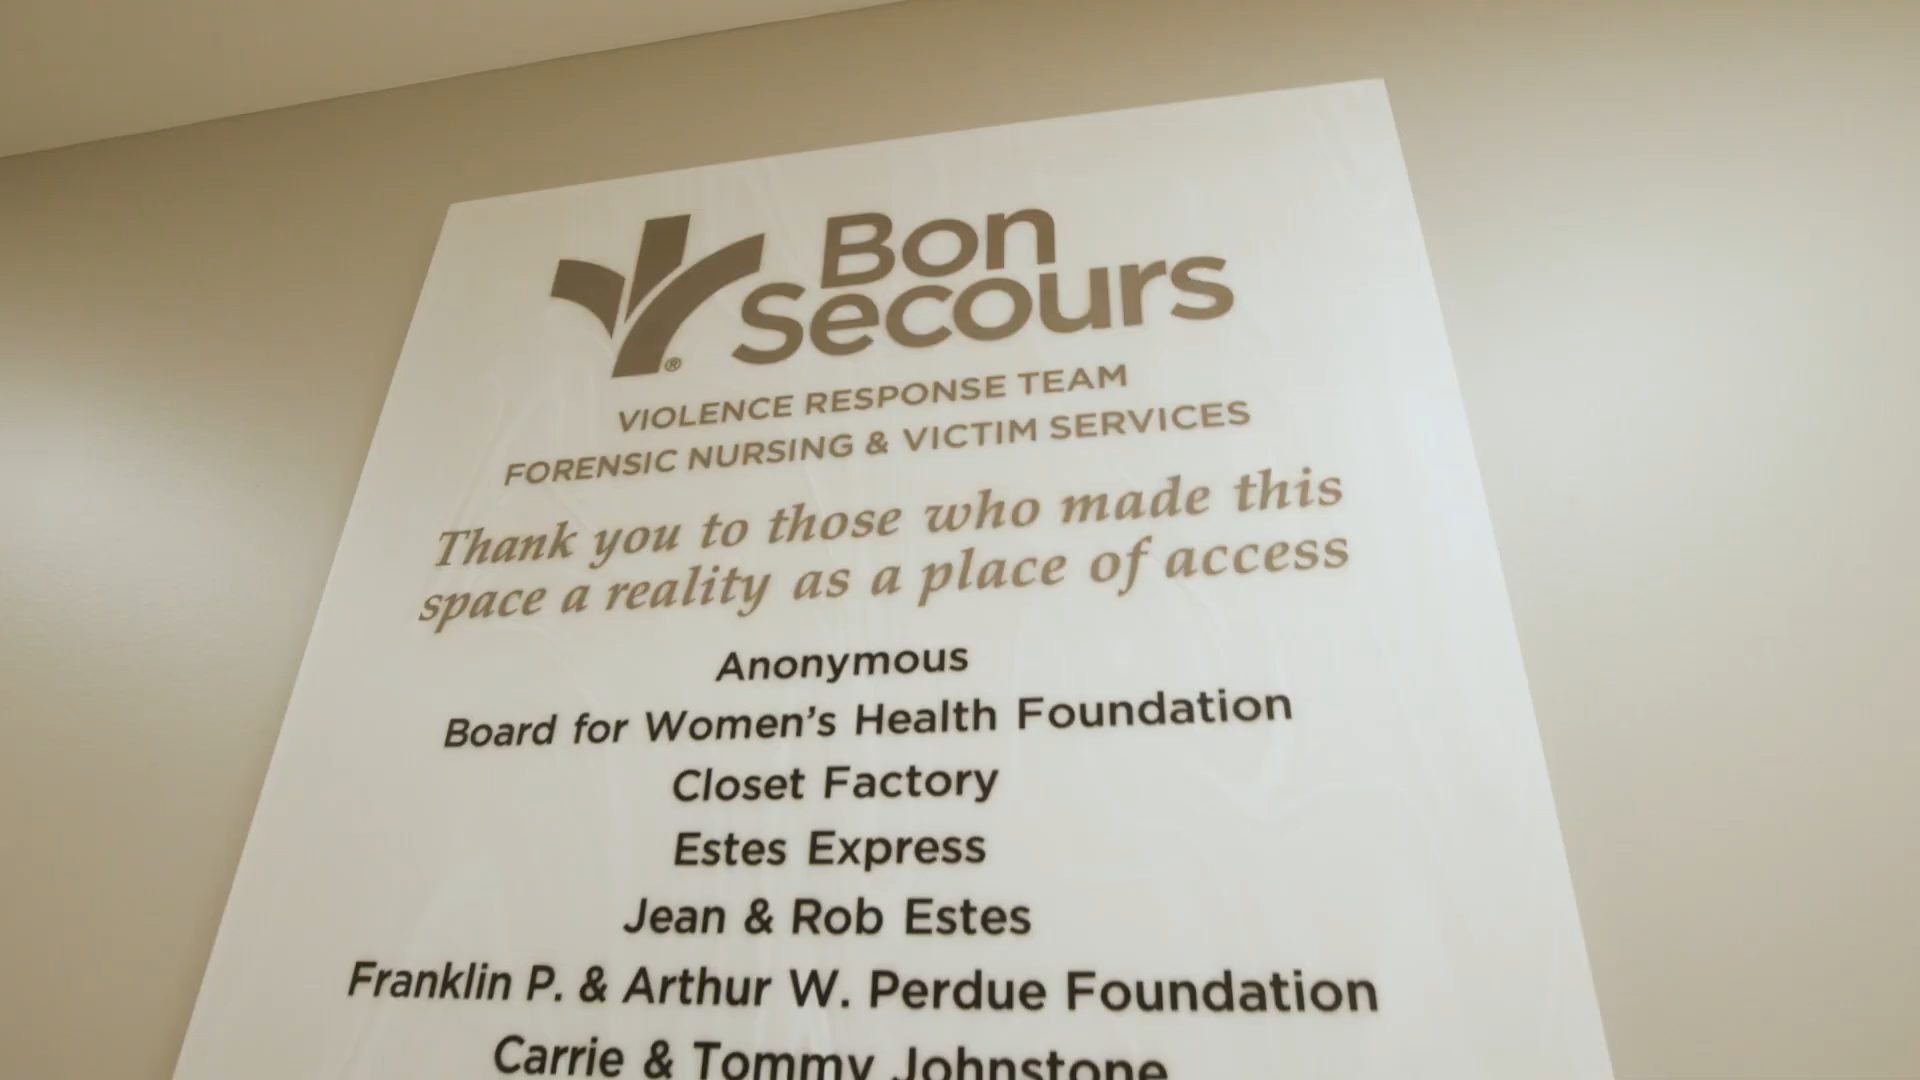 Bon
Secours
®
VIOLENCE RESPONSE TEAM
FORENSIC NURSING & VICTIM SERVICES
Thank you to those who made this
space a reality as a place of access
Anonymous
Board for Women's Health Foundation
Closet Factory
Estes Express
Jean & Rob Estes
Franklin P. & Arthur W. Perdue Foundation
Carrie & Tommy Johnstone